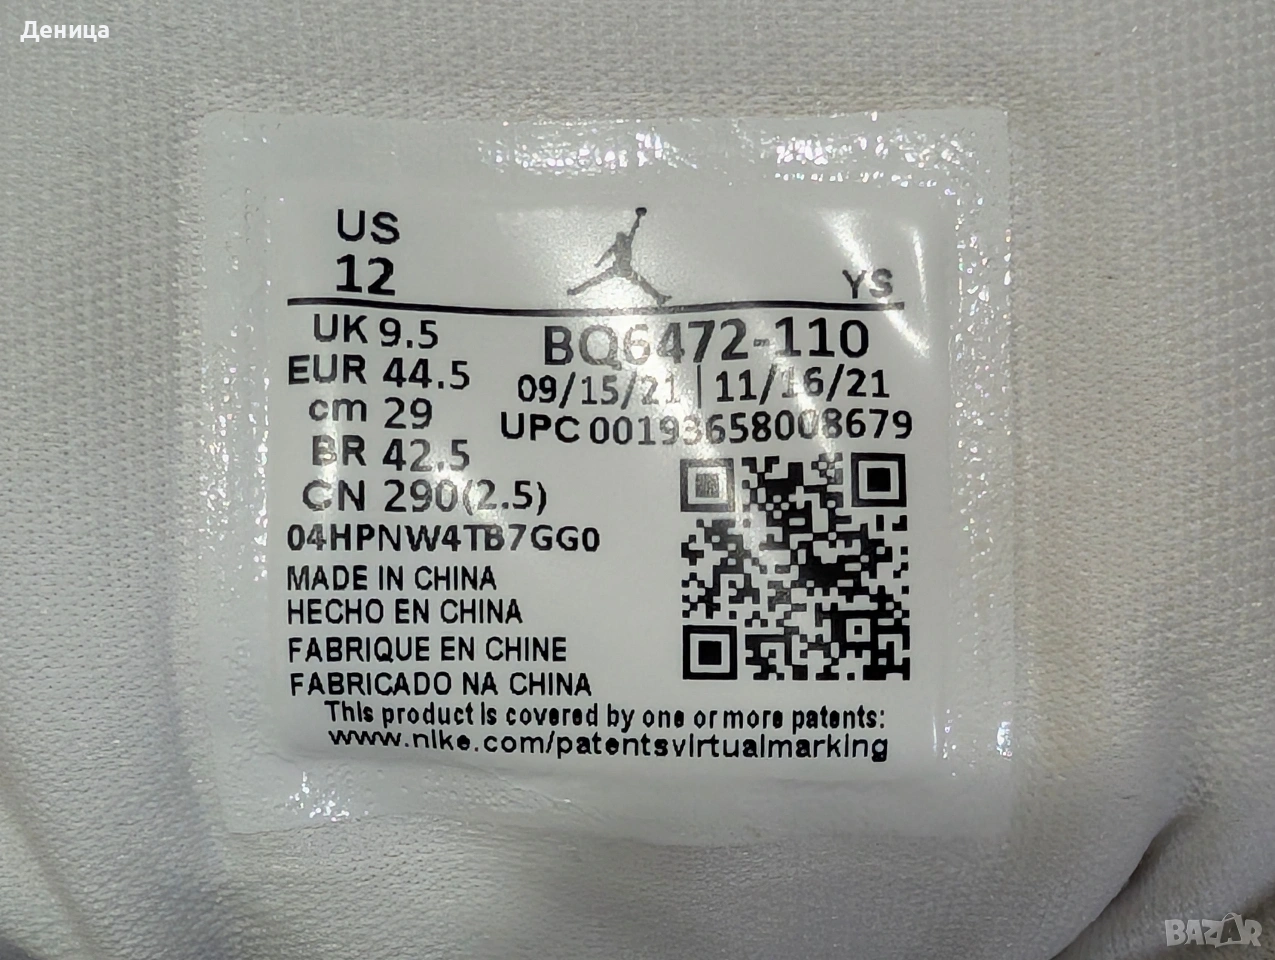 Деница
US
12
YS
UK 9.5
BQ6472-110
EUR 44.5
09/15/21 | 11/16/21
cm 29
UPC 00193658008679
BR 42.5
CN 290(2.5)
04HPNW4TB7GG0
MADE IN CHINA
HECHO EN CHINA
FABRIQUE EN CHINE
FABRICADO NA CHINA
This product is covered by one or more patents:
www.nike.com/patentsvirtualmarking
BAZAR